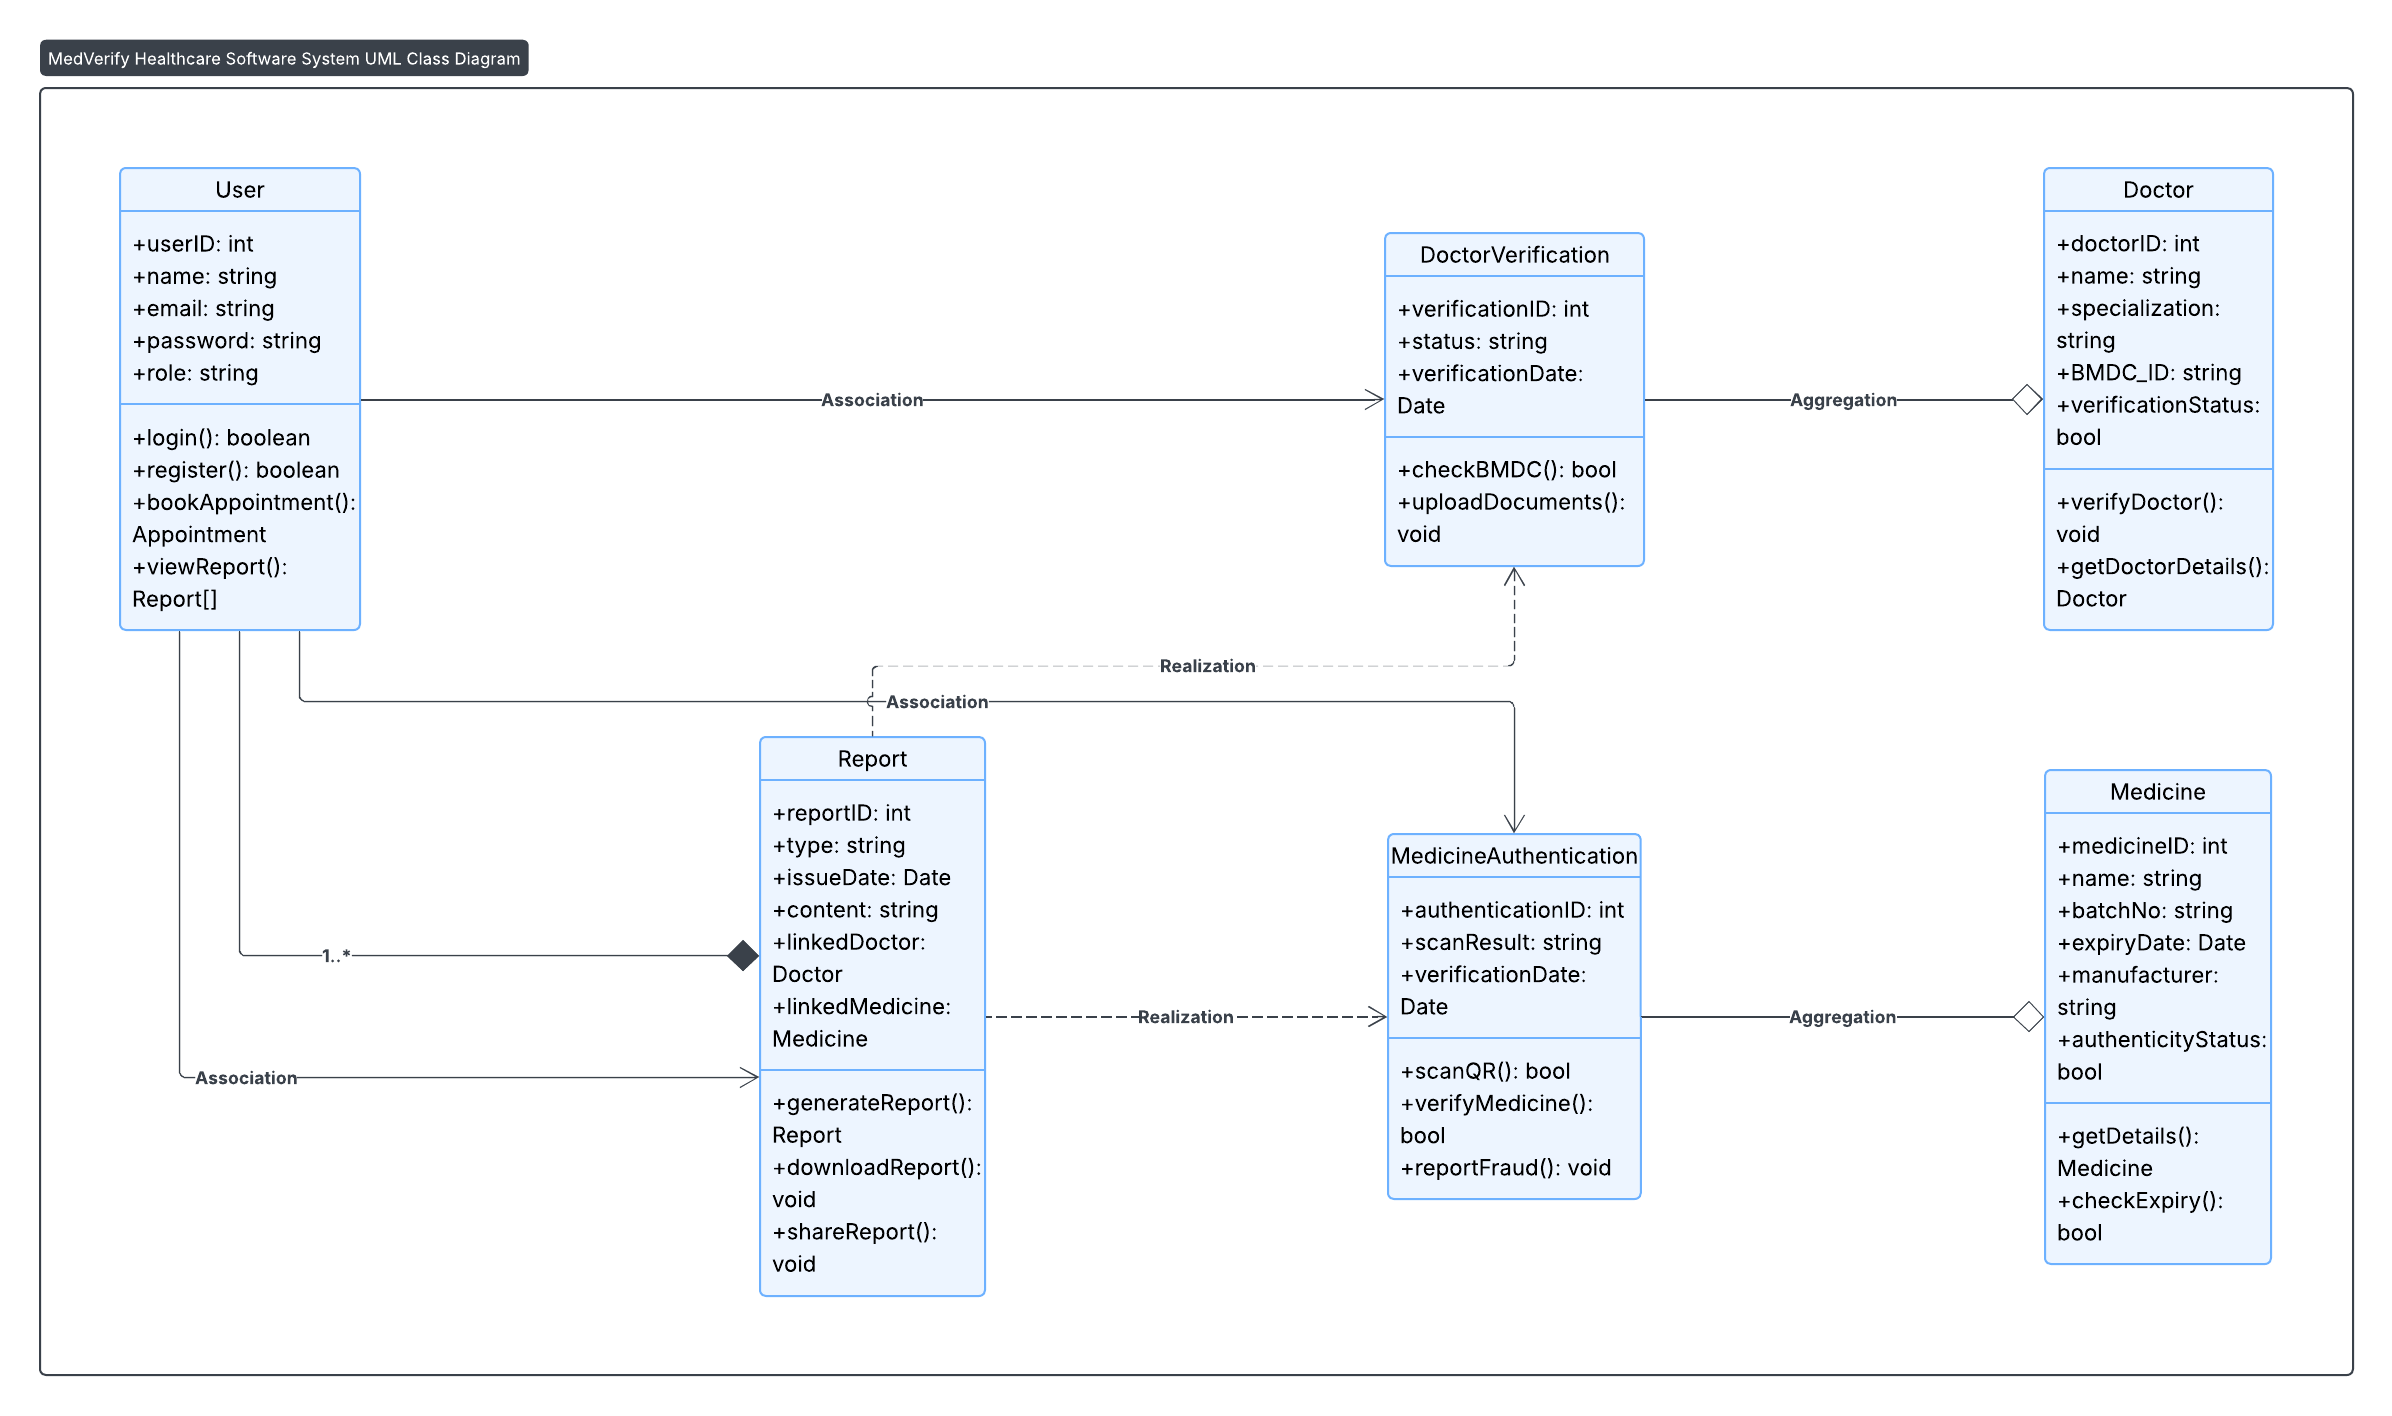 MedVerify Healthcare Software System UML Class Diagram
User
+userID: int
+name: string
+email: string
+password: string
+role: string
+login(): boolean
+register(): boolean
+bookAppointment():
Appointment
+viewReport():
Report[]
Association
DoctorVerification
+verificationID: int
+status: string
+verificationDate:
Date
+checkBMDC(): bool
+uploadDocuments():
void
Aggregation
Doctor
+doctorID: int
+name: string
+specialization:
string
+BMDC_ID: string
+verificationStatus:
bool
+verifyDoctor():
void
+getDoctorDetails():
Doctor
Realization
Association
1..*
Association
Report
+reportID: int
+type: string
+issueDate: Date
+content: string
+linkedDoctor:
Doctor
+linkedMedicine:
Medicine
+generateReport():
Report
+downloadReport():
void
+shareReport():
void
Realization
MedicineAuthentication
+authenticationID: int
+scanResult: string
+verificationDate:
Date
+scanQR(): bool
+verifyMedicine():
bool
+reportFraud(): void
Aggregation
Medicine
+medicineID: int
+name: string
+batchNo: string
+expiryDate: Date
+manufacturer:
string
+authenticityStatus:
bool
+getDetails():
Medicine
+checkExpiry():
bool